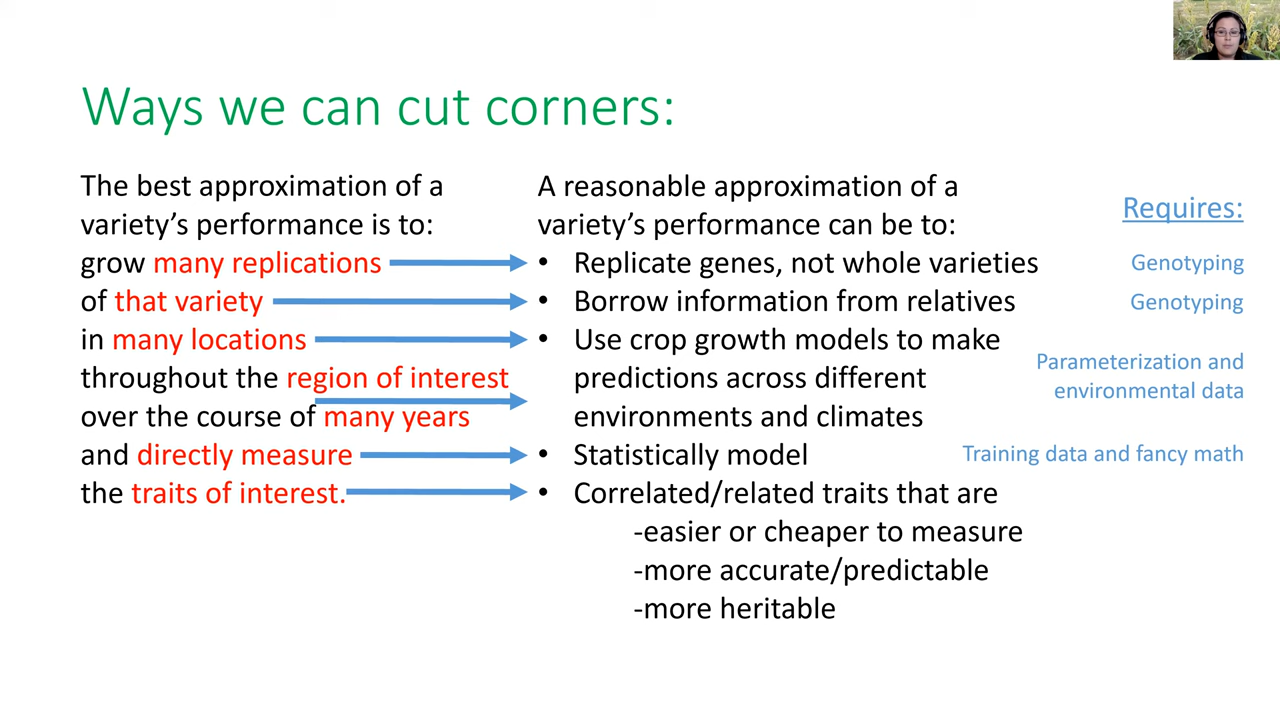 Ways we can cut corners:
The best approximation of a
variety’s performance is to:
grow many replications
of that variety
in many locations
throughout the region of interest
over the course of many years
and directly measure
the traits of interest.
A reasonable approximation of a
variety’s performance can be to:
• Replicate genes, not whole varieties
• Borrow information from relatives
• Use crop growth models to make
predictions across different
environments and climates
• Statistically model
• Correlated/related traits that are
-easier or cheaper to measure
-more accurate/predictable
-more heritable
Requires:
Genotyping
Genotyping
Parameterization and
environmental data
Training data and fancy math